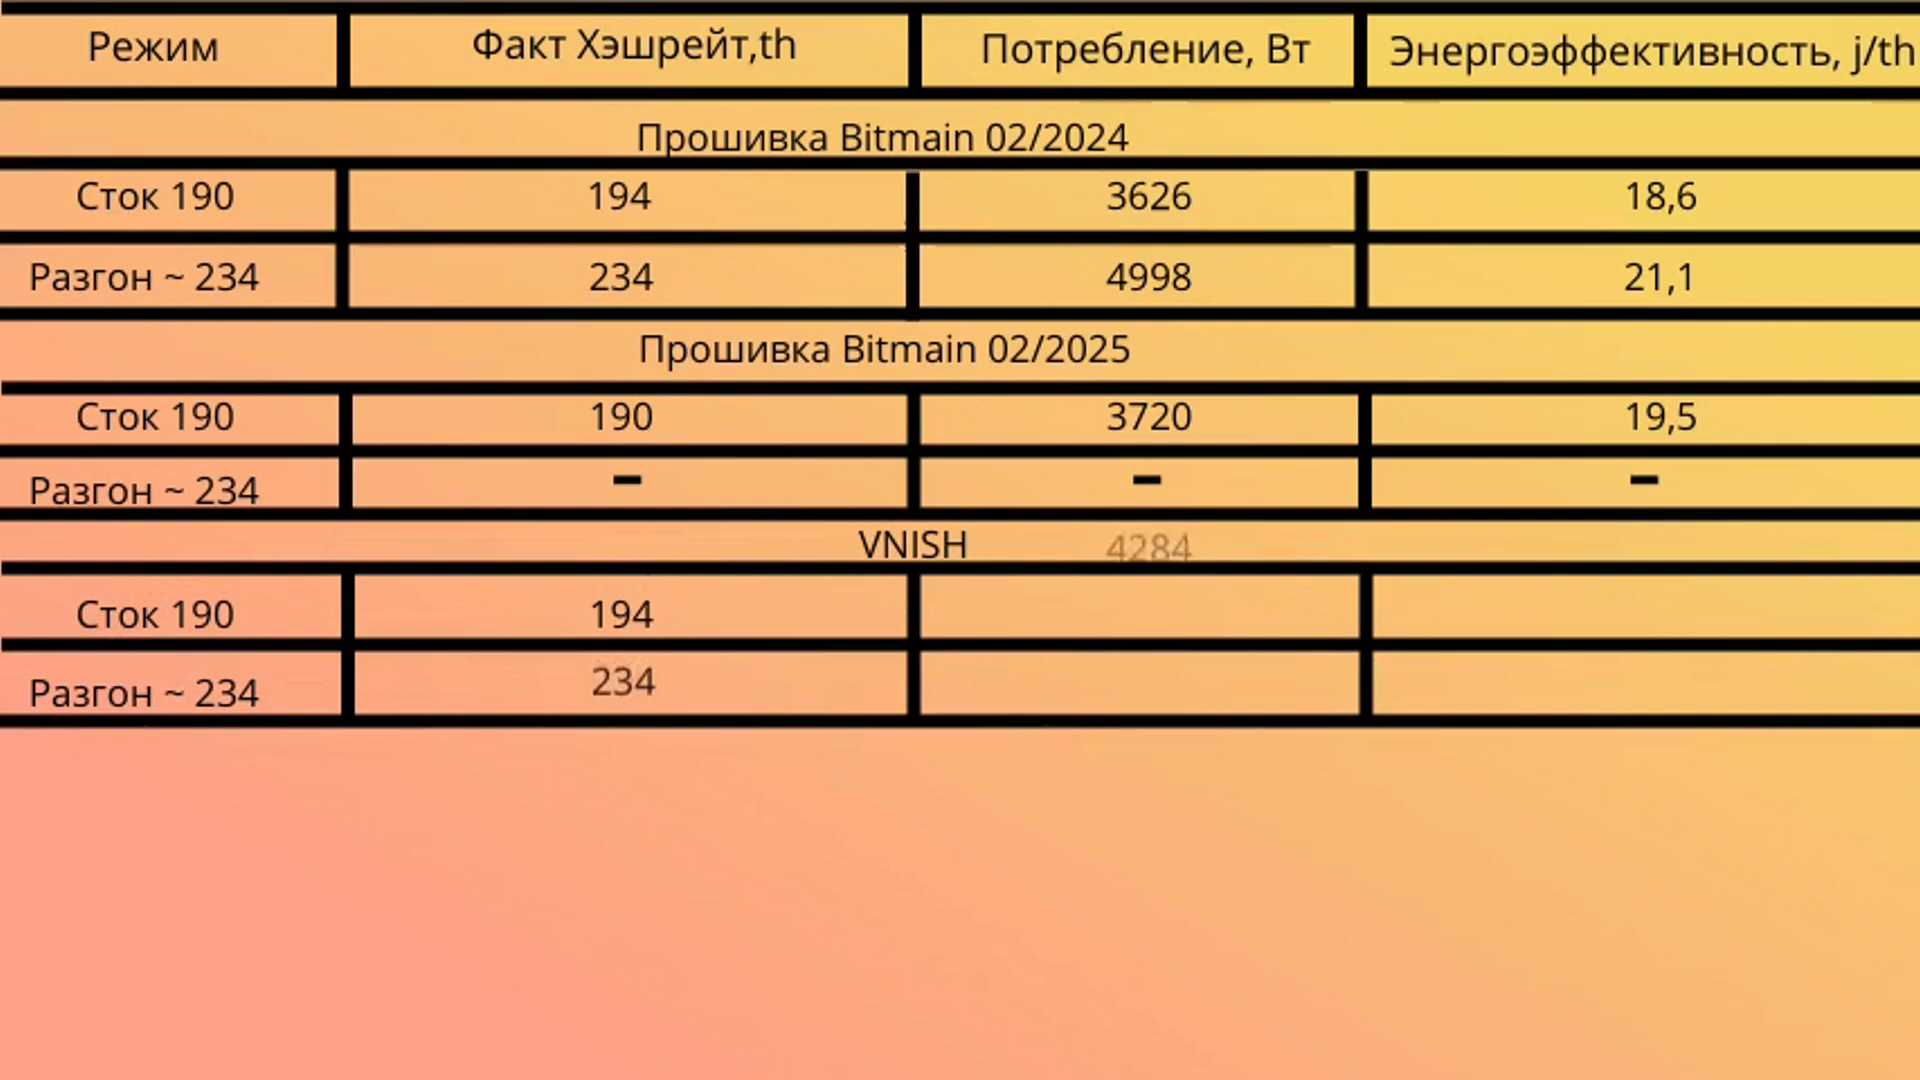 Режим Факт Хэшрейт,th Потребление, Вт Энергоэффективность, j/th
Прошивка Bitmain 02/2024
Сток 190 194 3626 18,6
Разгон ~ 234 234 4998 21,1
Прошивка Bitmain 02/2025
Сток 190 190 3720 19,5
Разгон ~ 234 - - -
VNISH 4284
Сток 190 194
Разгон ~ 234 234